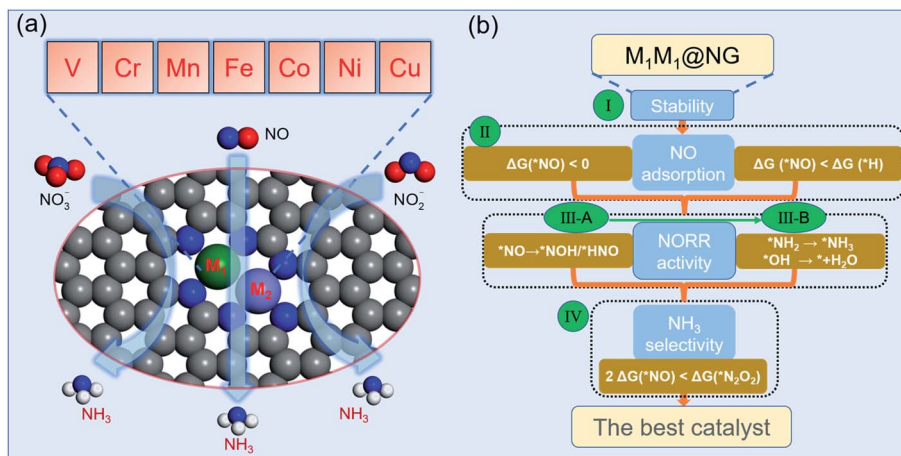 (a)
V Cr Mn Fe Co Ni Cu
NO
NO₃⁻
NO₂⁻
M₁
M₂
NH₃
NH₃
NH₃
(b)
M₁M₁@NG
I
Stability
II
ΔG(*NO) < 0
NO
adsorption
ΔG (*NO) < ΔG (*H)
III-A
III-B
*NO→*NOH/*HNO
NORR
activity
*NH₂ → *NH₃
*OH → *+H₂O
IV
NH₃
selectivity
2 ΔG(*NO) < ΔG(*N₂O₂)
The best catalyst